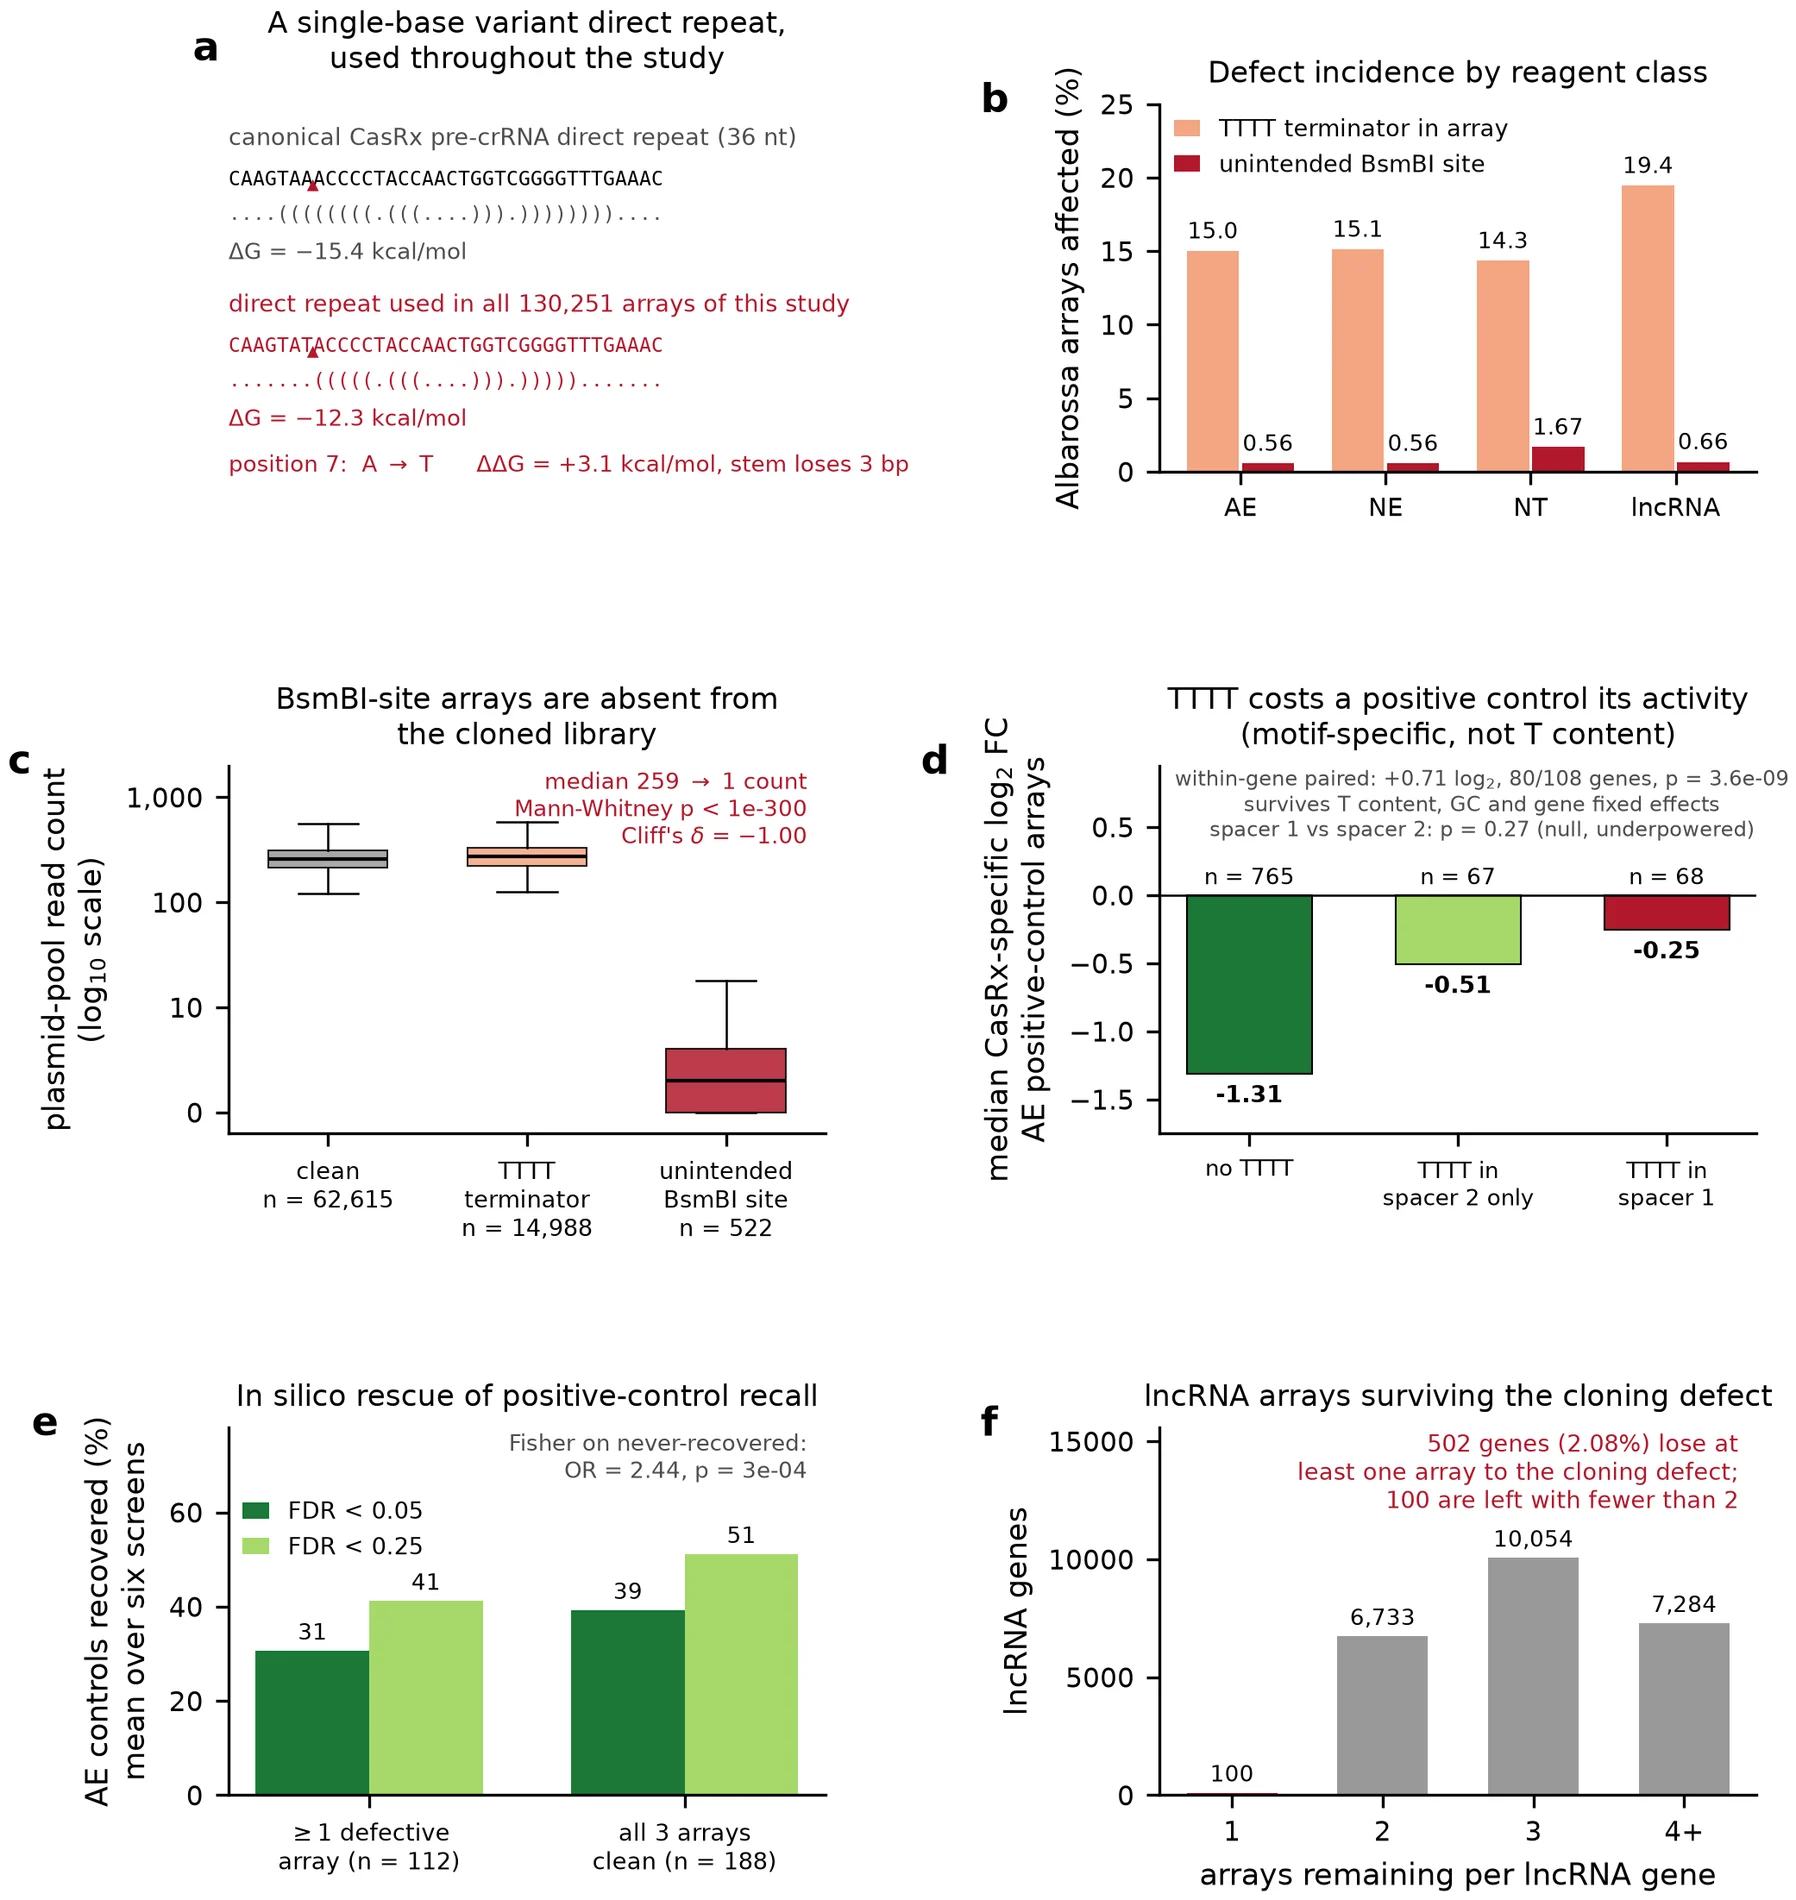 a
A single-base variant direct repeat,
used throughout the study
canonical CasRx pre-crRNA direct repeat (36 nt)
CAAGTAAACCCCTACCAACTGGTCGGGGTTTGAAAC
....((((((((.(((....))).))))))))....
ΔG = −15.4 kcal/mol
direct repeat used in all 130,251 arrays of this study
CAAGTATACCCCTACCAACTGGTCGGGGTTTGAAAC
.......(((((.(((....))).))))).......
ΔG = −12.3 kcal/mol
position 7: A → T ΔΔG = +3.1 kcal/mol, stem loses 3 bp
b
Defect incidence by reagent class
Albarossa arrays affected (%)
25
20
15
10
5
0
TTTT terminator in array
unintended BsmBI site
15.0
0.56
15.1
0.56
14.3
1.67
19.4
0.66
AE
NE
NT
lncRNA
c
BsmBI-site arrays are absent from
the cloned library
plasmid-pool read count
(log₁₀ scale)
1,000
100
10
0
median 259 → 1 count
Mann-Whitney p < 1e-300
Cliff's δ = −1.00
clean
n = 62,615
TTTT
terminator
n = 14,988
unintended
BsmBI site
n = 522
d
TTTT costs a positive control its activity
(motif-specific, not T content)
median CasRx-specific log₂ FC
AE positive-control arrays
within-gene paired: +0.71 log₂, 80/108 genes, p = 3.6e-09
survives T content, GC and gene fixed effects
spacer 1 vs spacer 2: p = 0.27 (null, underpowered)
0.5
0.0
−0.5
−1.0
−1.5
n = 765
n = 67
n = 68
-1.31
-0.51
-0.25
no TTTT
TTTT in
spacer 2 only
TTTT in
spacer 1
e
In silico rescue of positive-control recall
AE controls recovered (%)
mean over six screens
Fisher on never-recovered:
OR = 2.44, p = 3e-04
60
40
20
0
FDR < 0.05
FDR < 0.25
31
41
39
51
≥ 1 defective
array (n = 112)
all 3 arrays
clean (n = 188)
f
lncRNA arrays surviving the cloning defect
lncRNA genes
15000
10000
5000
0
502 genes (2.08%) lose at
least one array to the cloning defect;
100 are left with fewer than 2
100
6,733
10,054
7,284
1
2
3
4+
arrays remaining per lncRNA gene